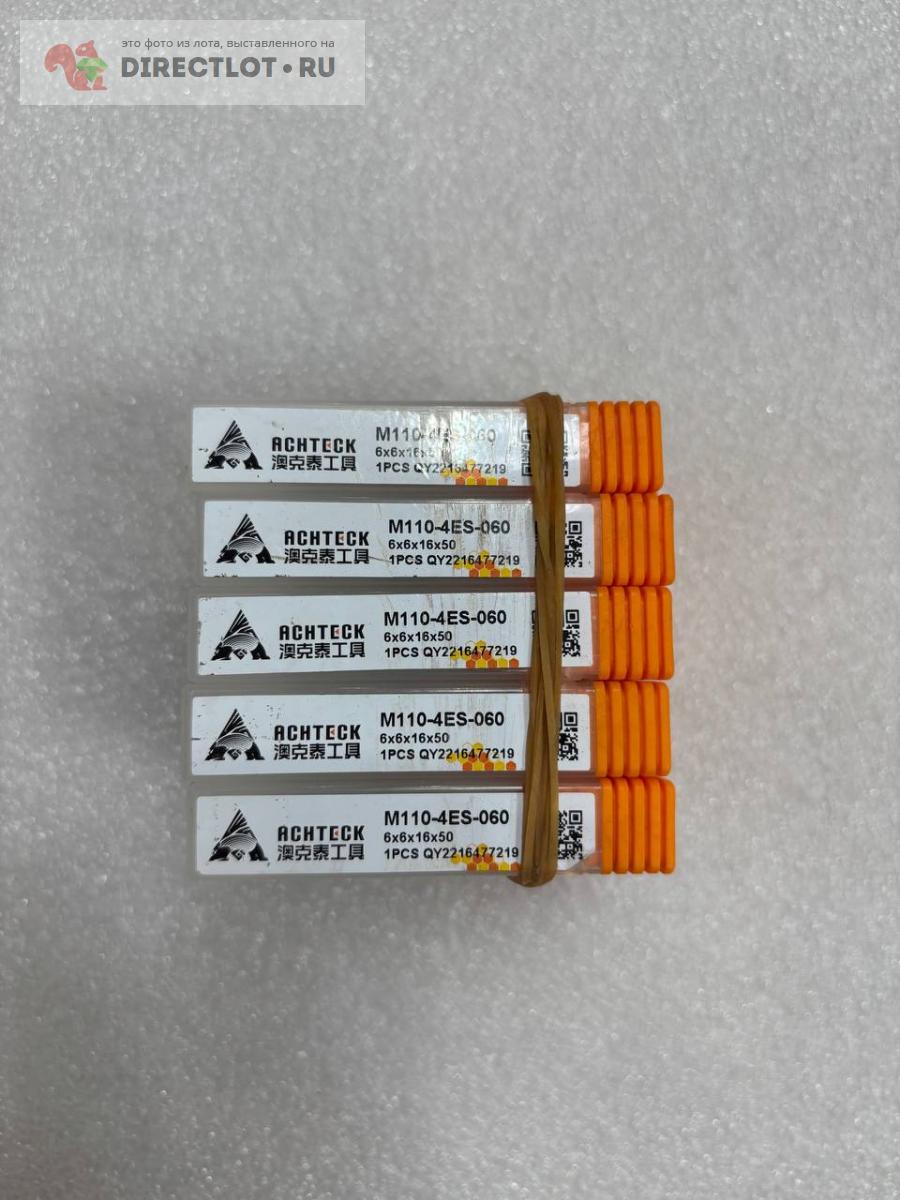 это фото из лота, выставленного на
DIRECTLOT.RU
ACHTECK
澳克泰工具
M110-4ES-060
6x6x16x5
1PCS QY2216477219
ACHTECK
澳克泰工具
M110-4ES-060
6x6x16x50
1PCS QY2216477219
ACHTECK
澳克泰工具
M110-4ES-060
6x6x16x50
1PCS QY2216477219
ACHTECK
澳克泰工具
M110-4ES-060
6x6x16x50
1PCS QY2216477219
ACHTECK
澳克泰工具
M110-4ES-060
6x6x16x50
1PCS QY2216477219